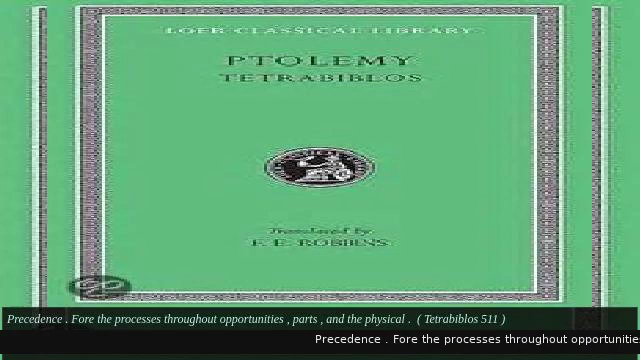 LOEB CLASSICAL LIBRARY
PTOLEMY
TETRABIBLOS
Translated by
F. E. ROBBINS
Precedence . Fore the processes throughout opportunities , parts , and the physical . ( Tetrabiblos 511 )
Precedence . Fore the processes throughout opportunitie